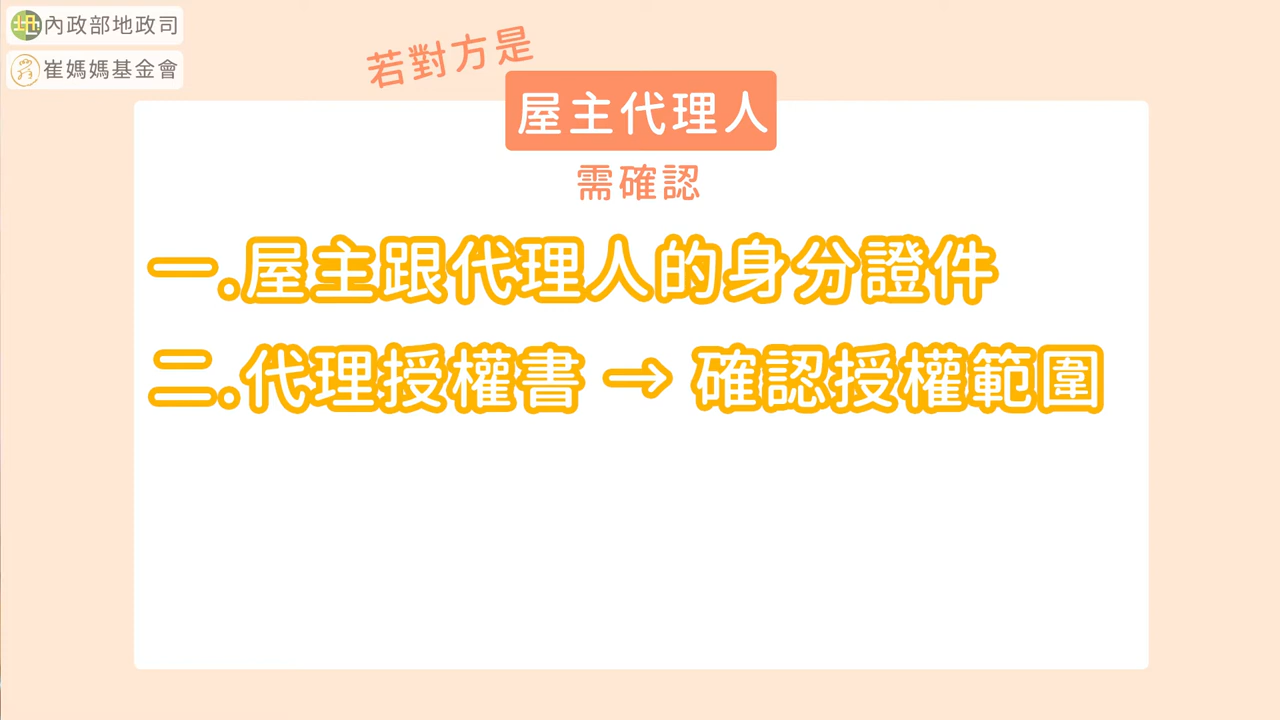 內政部地政司
崔媽媽基金會
若對方是
屋主代理人
需確認
一.屋主跟代理人的身分證件
二.代理授權書 → 確認授權範圍